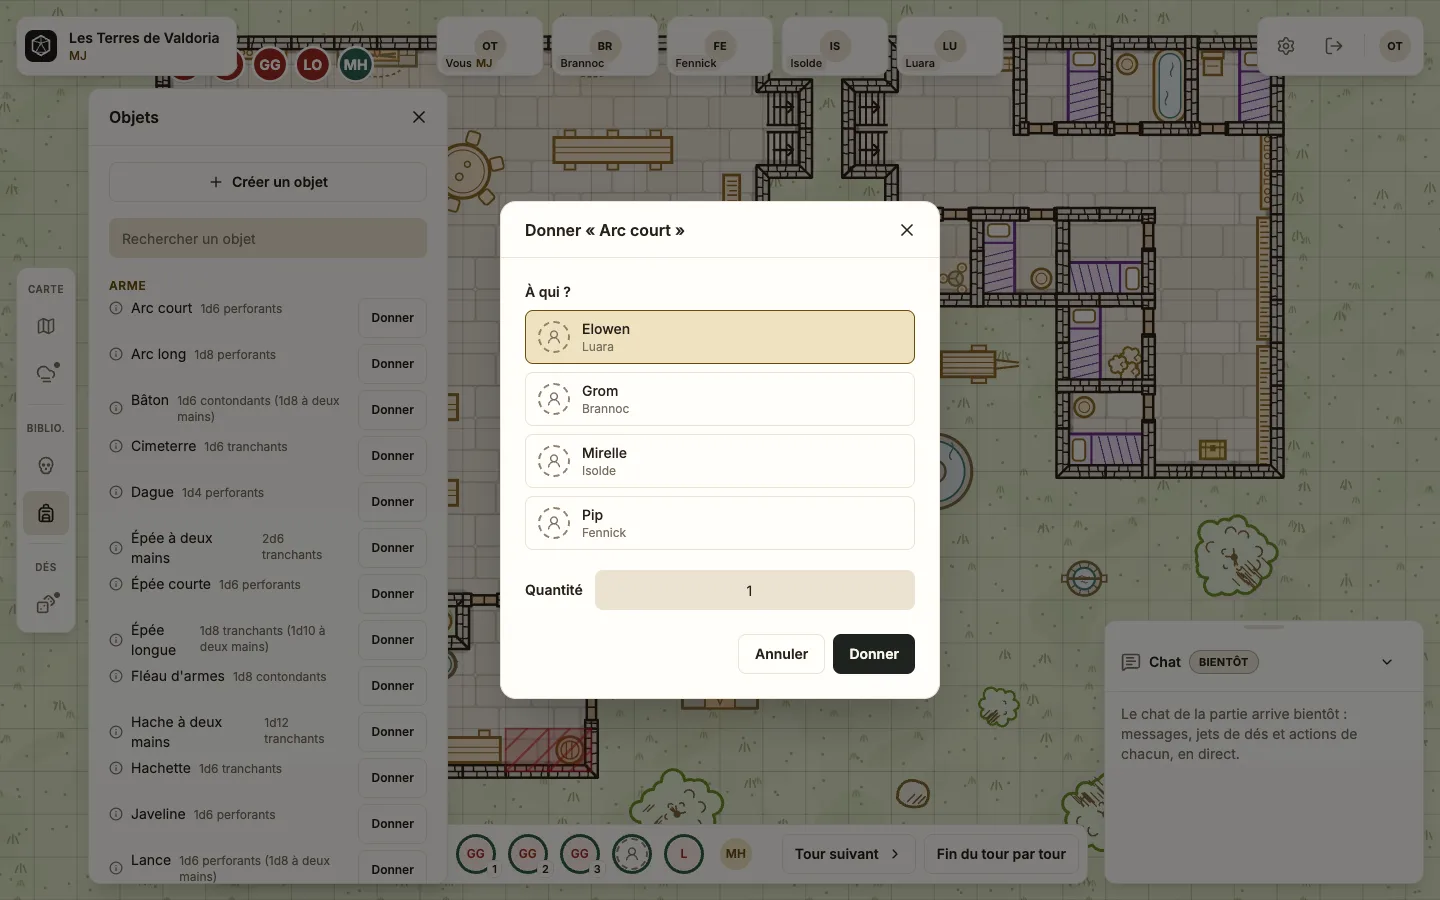 Les Terres de Valdoria
MJ
GG
LO
MH
OT
Vous MJ
BR
Brannoc
FE
Fennick
IS
Isolde
LU
Luara
OT
Objets
Créer un objet
Rechercher un objet
ARME
Arc court 1d6 perforants
Donner
Arc long 1d8 perforants
Donner
Bâton 1d6 contondants (1d8 à deux
mains)
Donner
Cimeterre 1d6 tranchants
Donner
Dague 1d4 perforants
Donner
Épée à deux 2d6
mains tranchants
Donner
Épée courte 1d6 perforants
Donner
Épée 1d8 tranchants (1d10 à
longue deux mains)
Donner
Fléau d'armes 1d8 contondants
Donner
Hache à deux 1d12
mains tranchants
Donner
Hachette 1d6 tranchants
Donner
Javeline 1d6 perforants
Donner
Lance 1d6 perforants (1d8 à deux
mains)
Donner
CARTE
BIBLIO.
DÉS
Donner « Arc court »
À qui ?
Elowen
Luara
Grom
Brannoc
Mirelle
Isolde
Pip
Fennick
Quantité 1
Annuler
Donner
Chat BIENTÔT
Le chat de la partie arrive bientôt :
messages, jets de dés et actions de
chacun, en direct.
GG 1
GG 2
GG 3
L
MH
Tour suivant
Fin du tour par tour